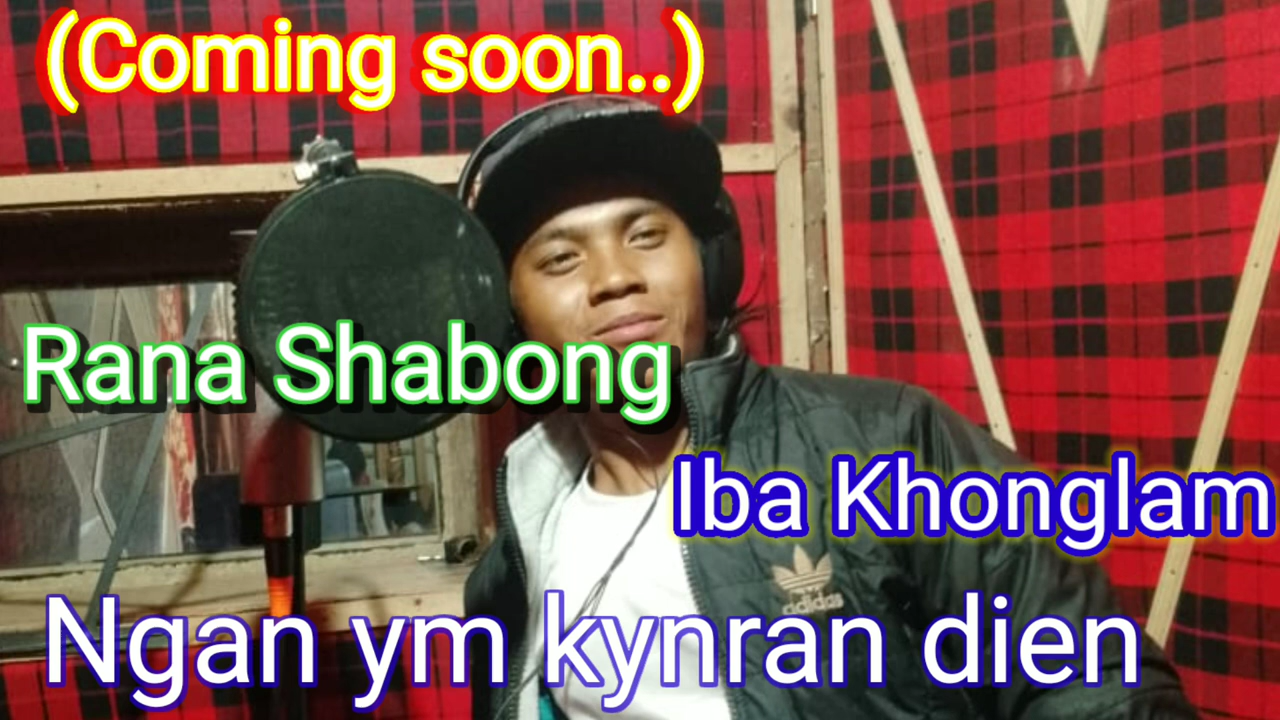 (Coming soon..)
Rana Shabong
Iba Khonglam
adidas
Ngan ym kynran dien